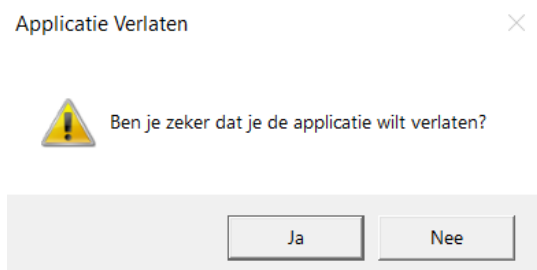 Applicatie Verlaten
Ben je zeker dat je de applicatie wilt verlaten?
Ja
Nee